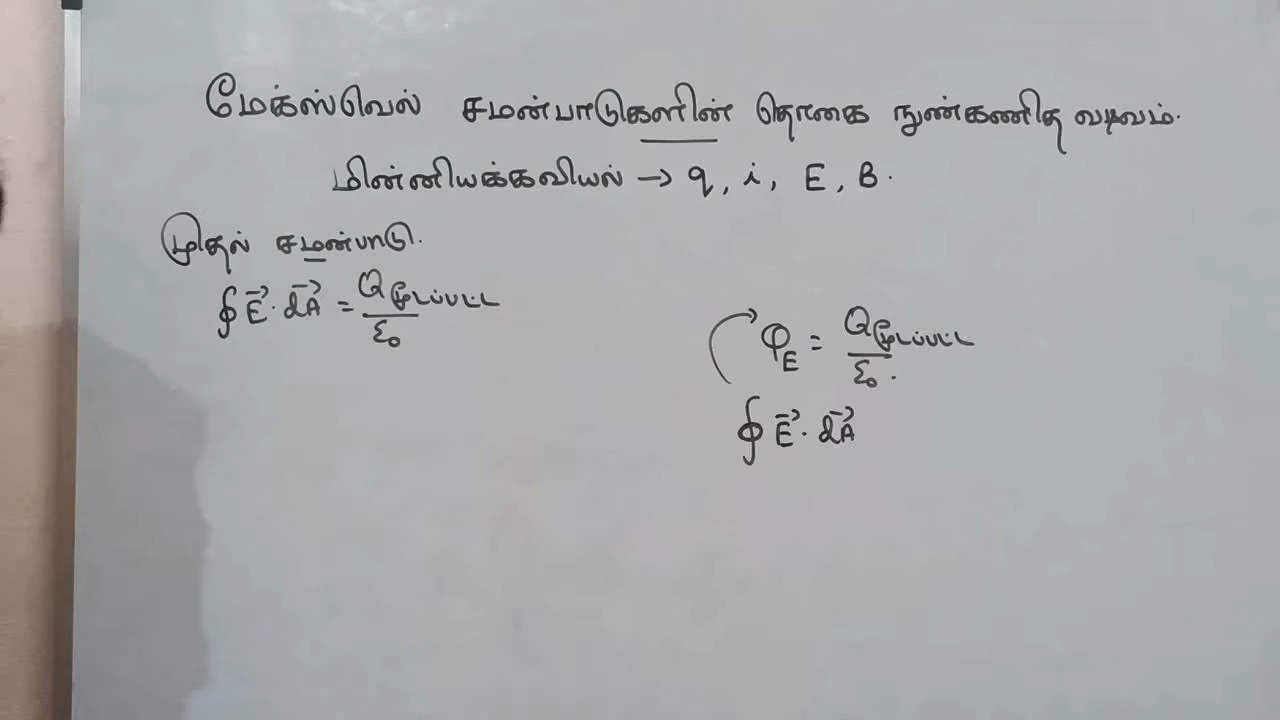 மேக்ஸ்வெல் சமன்பாடுகளின் தொகை நுண்கணித வடிவம்.
மின்னியக்கவியல் → q, i, E, B.
முதல் சமன்பாடு.
∮ E⃗ · dA⃗ = Qமூடப்பட்ட / ε₀
φE = Qமூடப்பட்ட / ε₀.
∮ E⃗ · dA⃗